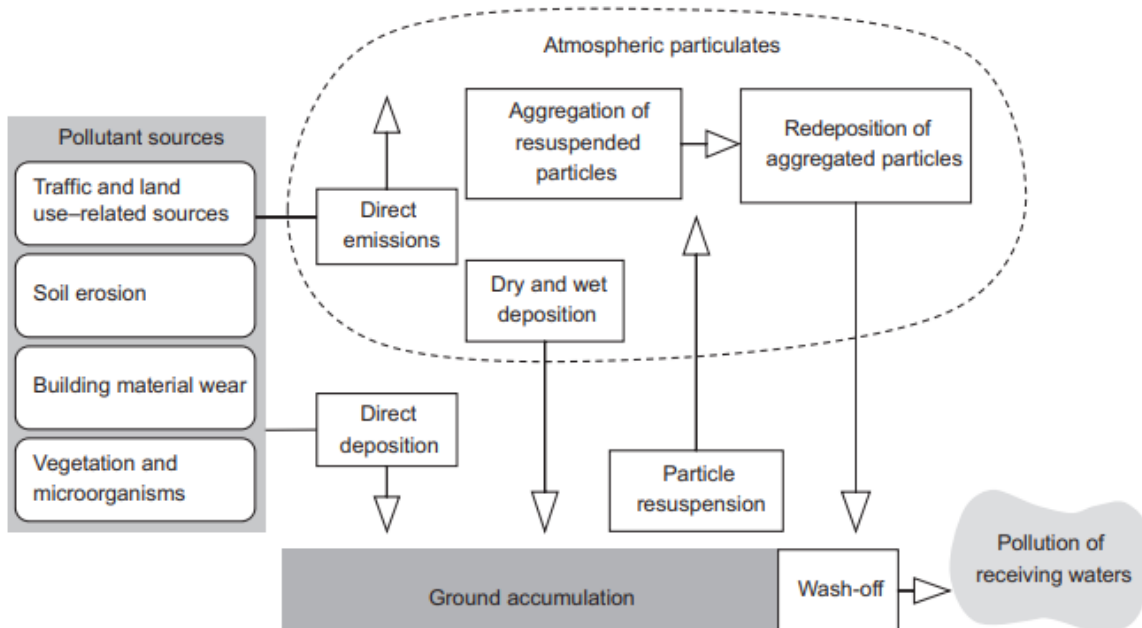 Atmospheric particulates
Pollutant sources
Traffic and land
use–related sources
Soil erosion
Building material wear
Vegetation and
microorganisms
Direct
emissions
Direct
deposition
Dry and wet
deposition
Aggregation of
resuspended
particles
Redeposition of
aggregated particles
Particle
resuspension
Ground accumulation
Wash-off
Pollution of
receiving waters